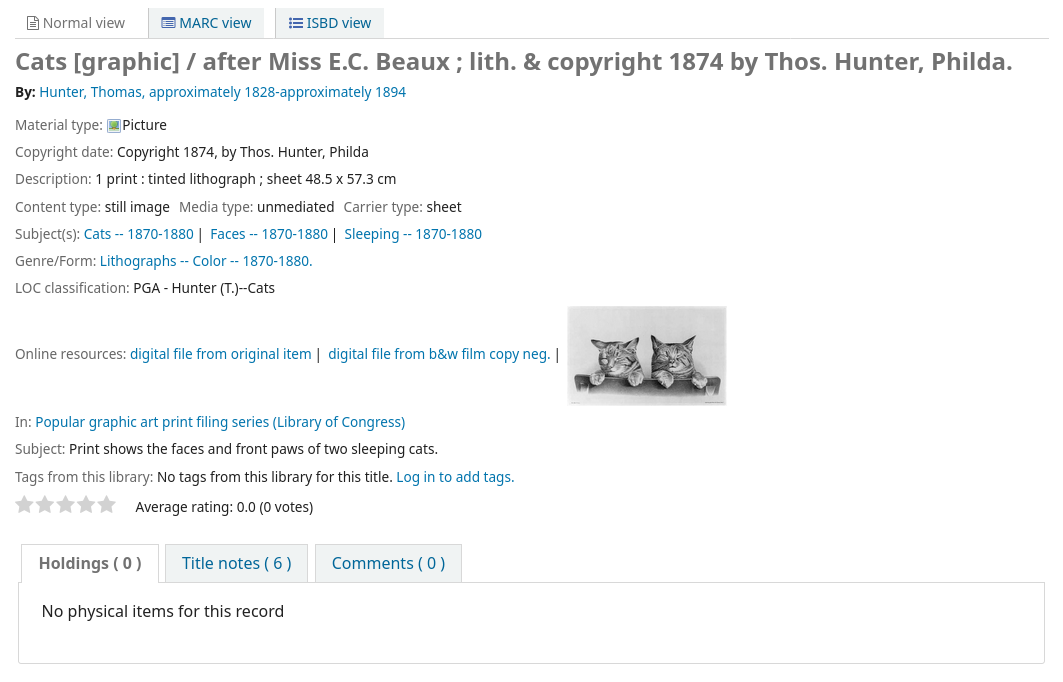 Normal view MARC view ISBD view
Cats [graphic] / after Miss E.C. Beaux ; lith. & copyright 1874 by Thos. Hunter, Philda.
By: Hunter, Thomas, approximately 1828-approximately 1894
Material type: Picture
Copyright date: Copyright 1874, by Thos. Hunter, Philda
Description: 1 print : tinted lithograph ; sheet 48.5 x 57.3 cm
Content type: still image Media type: unmediated Carrier type: sheet
Subject(s): Cats -- 1870-1880 | Faces -- 1870-1880 | Sleeping -- 1870-1880
Genre/Form: Lithographs -- Color -- 1870-1880.
LOC classification: PGA - Hunter (T.)--Cats
Online resources: digital file from original item | digital file from b&w film copy neg. |
In: Popular graphic art print filing series (Library of Congress)
Subject: Print shows the faces and front paws of two sleeping cats.
Tags from this library: No tags from this library for this title. Log in to add tags.
Average rating: 0.0 (0 votes)
Holdings ( 0 ) Title notes ( 6 ) Comments ( 0 )
No physical items for this record